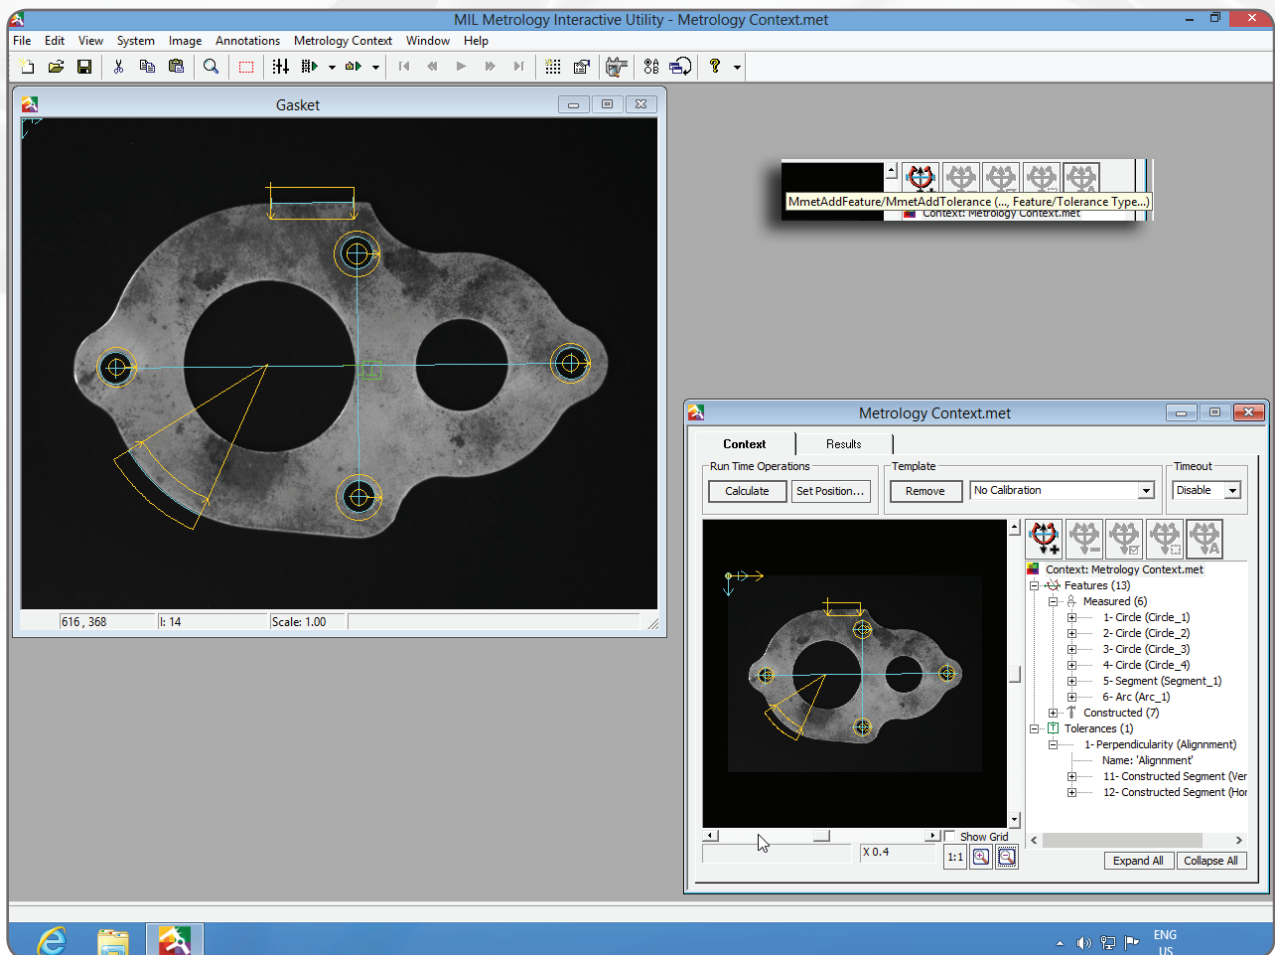 MIL Metrology Interactive Utility - Metrology Context.met
File Edit View System Image Annotations Metrology Context Window Help
Gasket
616 , 368 I: 14 Scale: 1.00
MmetAddFeature/MmetAddTolerance (..., Feature/Tolerance Type...)
Context: Metrology Context.met
Metrology Context.met
Context Results
Run Time Operations Template Timeout
Calculate Set Position... Remove No Calibration Disable
Context: Metrology Context.met
Features (13)
Measured (6)
1- Circle (Circle_1)
2- Circle (Circle_2)
3- Circle (Circle_3)
4- Circle (Circle_4)
5- Segment (Segment_1)
6- Arc (Arc_1)
Constructed (7)
Tolerances (1)
1- Perpendicularity (Alignnment)
Name: 'Alignnment'
11- Constructed Segment (Ver
12- Constructed Segment (Hor
Show Grid
X 0.4
1:1
Expand All Collapse All
ENG
US